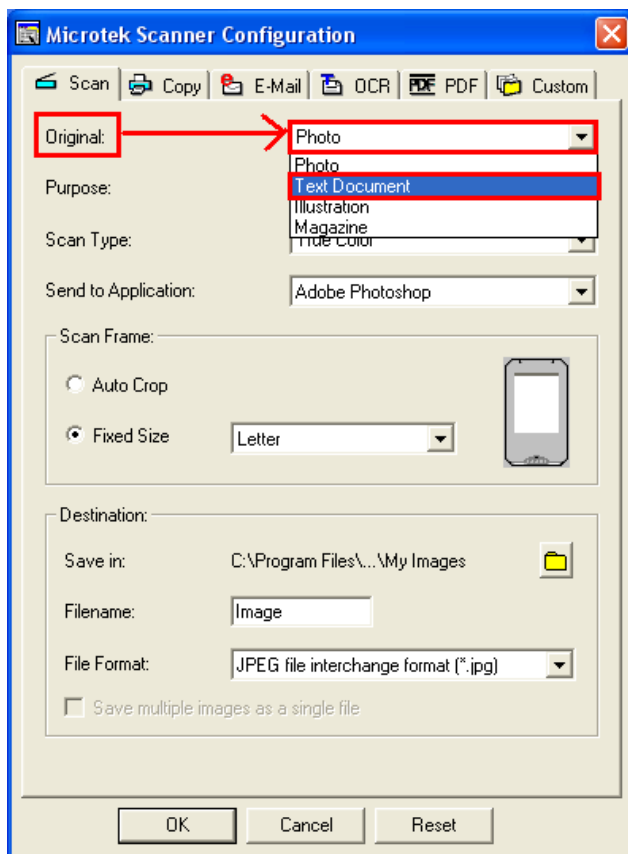 Microtek Scanner Configuration
Scan Copy E-Mail OCR PDF PDF Custom
Original: Photo
Photo
Purpose: Text Document
Illustration
Magazine
Scan Type: True Color
Send to Application: Adobe Photoshop
Scan Frame:
Auto Crop
Fixed Size Letter
Destination:
Save in: C:\Program Files\...\My Images
Filename: Image
File Format: JPEG file interchange format (*.jpg)
Save multiple images as a single file
OK Cancel Reset